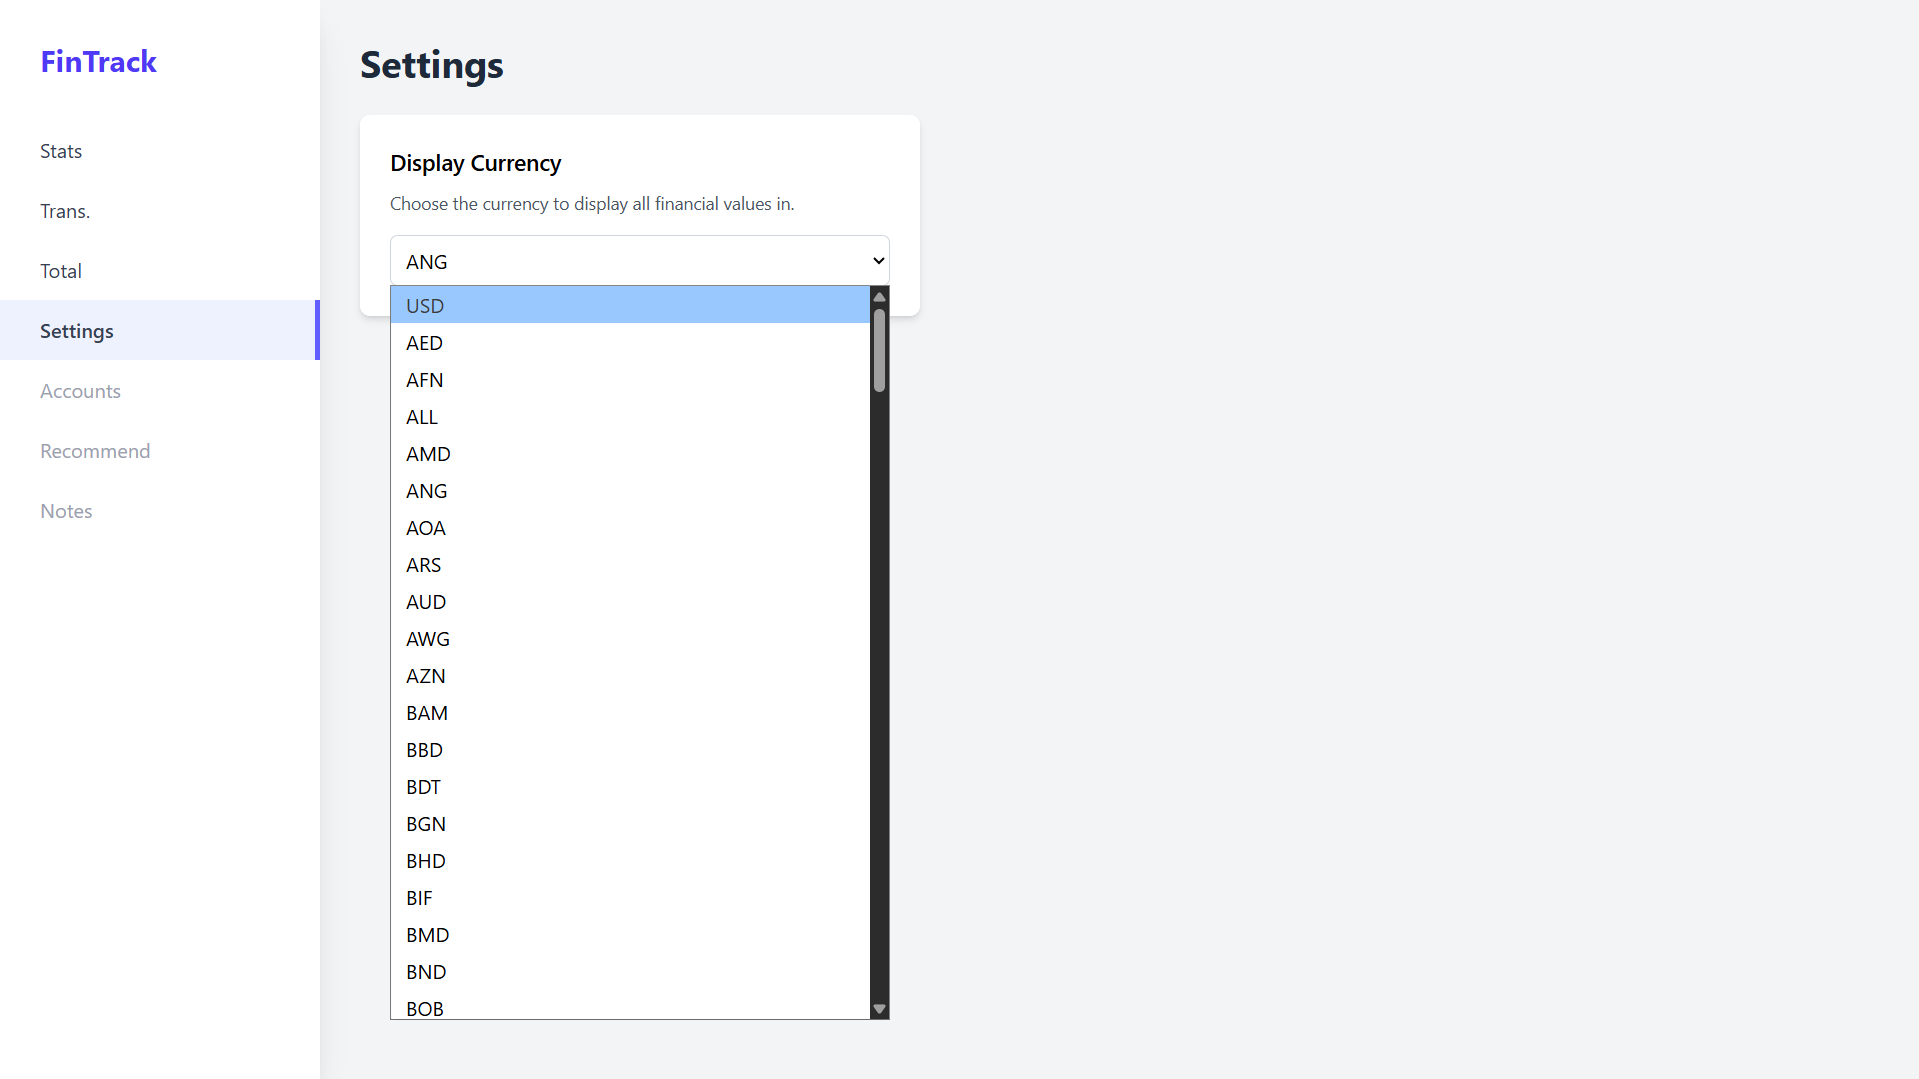 FinTrack
Stats
Trans.
Total
Settings
Accounts
Recommend
Notes
Settings
Display Currency
Choose the currency to display all financial values in.
ANG
USD
AED
AFN
ALL
AMD
ANG
AOA
ARS
AUD
AWG
AZN
BAM
BBD
BDT
BGN
BHD
BIF
BMD
BND
BOB